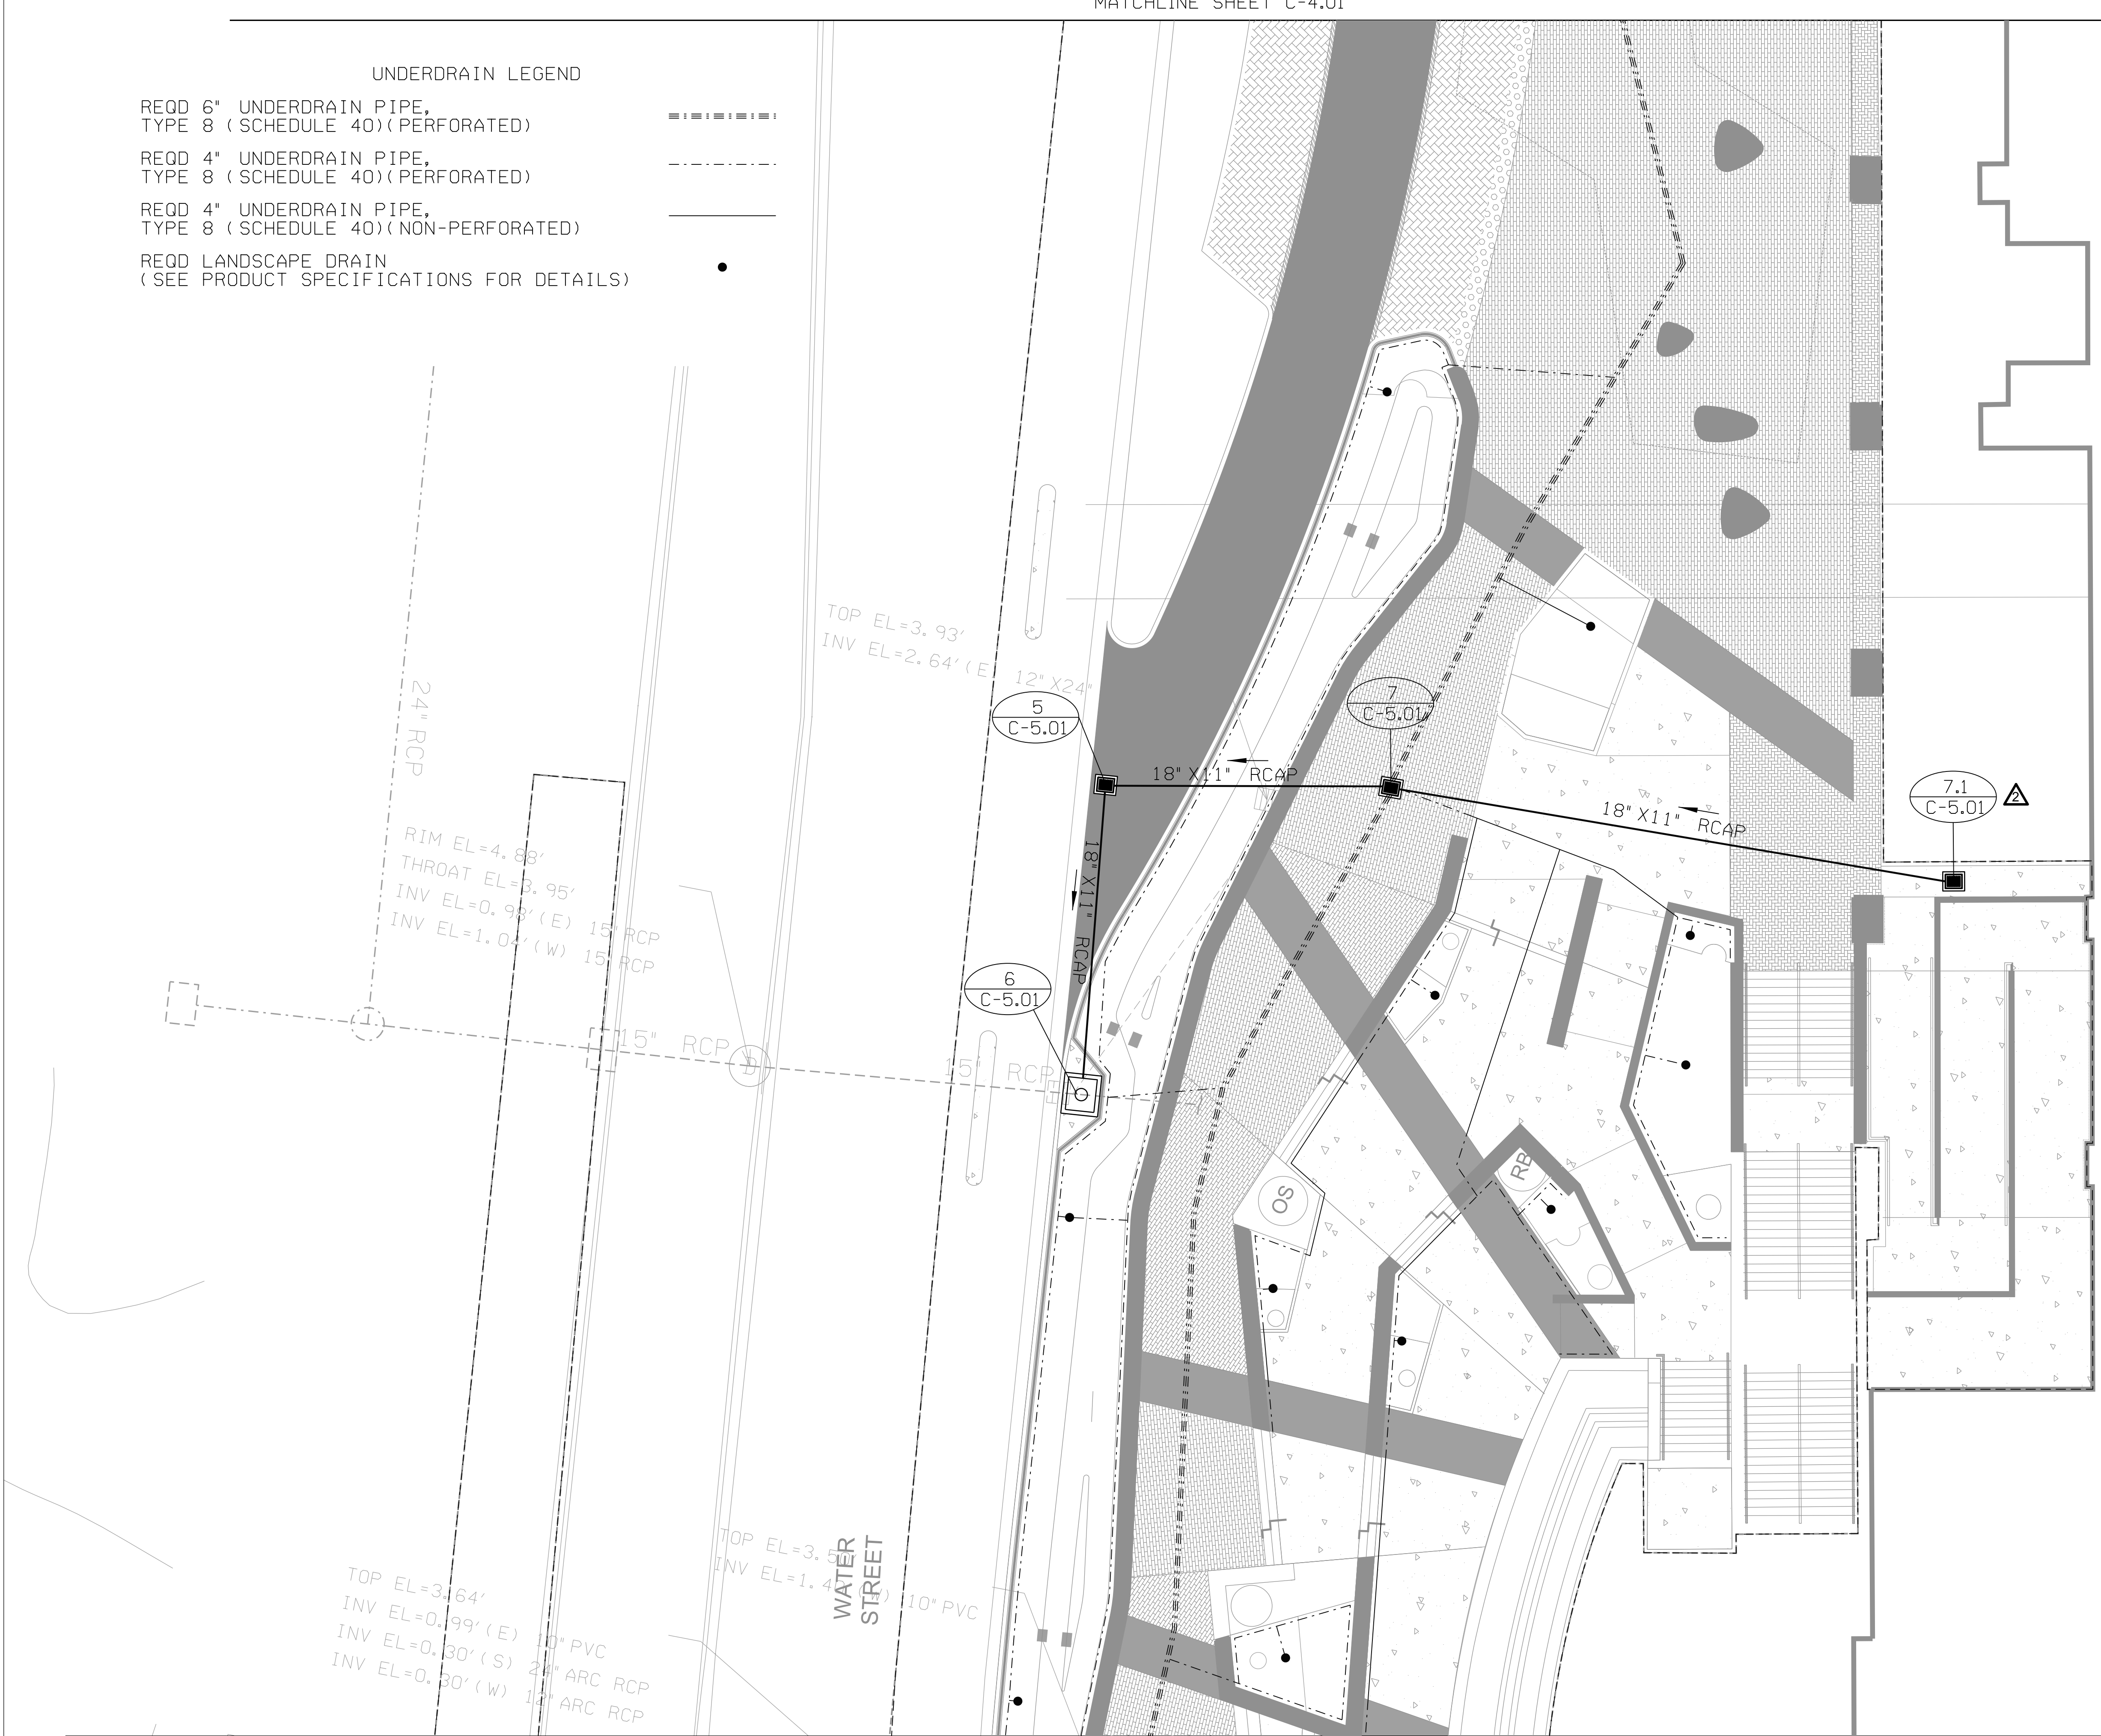 MATCHLINE SHEET C-4.01
UNDERDRAIN LEGEND
REQD 6" UNDERDRAIN PIPE,
TYPE 8 (SCHEDULE 40)(PERFORATED)
REQD 4" UNDERDRAIN PIPE,
TYPE 8 (SCHEDULE 40)(PERFORATED)
REQD 4" UNDERDRAIN PIPE,
TYPE 8 (SCHEDULE 40)(NON-PERFORATED)
REQD LANDSCAPE DRAIN
(SEE PRODUCT SPECIFICATIONS FOR DETAILS)
TOP EL=3.93'
INV EL=2.64'(E) 12"X24"
24" RCP
5
C-5.01
7
C-5.01
18"X11" RCAP
18"X11" RCAP
7.1
C-5.01
2
18"X11" RCAP
RIM EL=4.88'
THROAT EL=3.95'
INV EL=0.98'(E) 15"RCP
INV EL=1.04'(W) 15"RCP
6
C-5.01
15" RCP
D
15" RCP
OS
RB
WATER
STREET
TOP EL=3.64'
INV EL=0.99'(E) 10"PVC
INV EL=0.30'(S) 24"ARC RCP
INV EL=0.30'(W) 12"ARC RCP
10"PVC